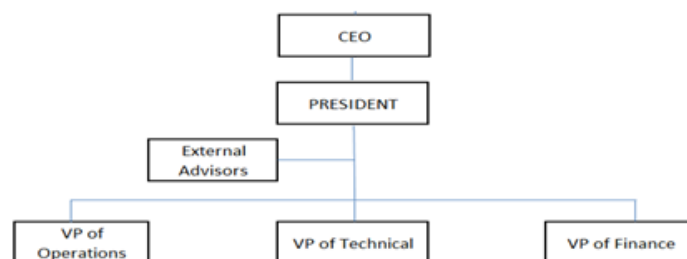 CEO
PRESIDENT
External
Advisors
VP of
Operations
VP of Technical
VP of Finance